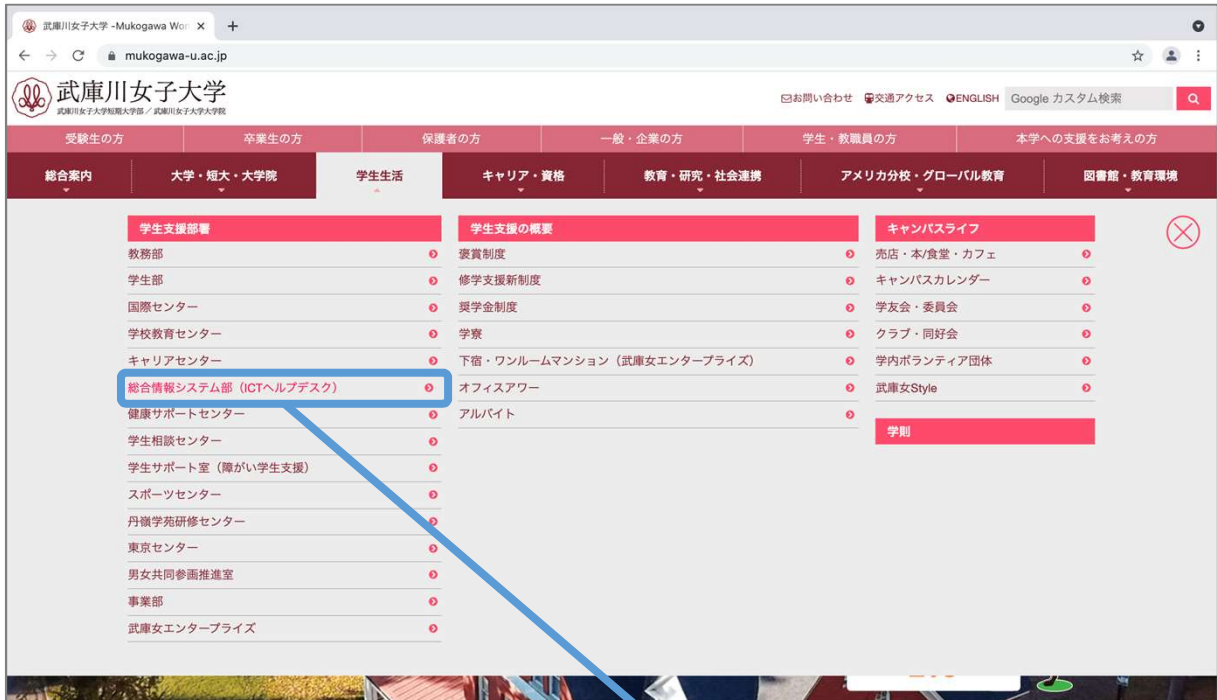 武庫川女子大学 -Mukogawa Wor
mukogawa-u.ac.jp
武庫川女子大学
武庫川女子大学短期大学部／武庫川女子大学大学院
お問い合わせ 交通アクセス ENGLISH Google カスタム検索
受験生の方 卒業生の方 保護者の方 一般・企業の方 学生・教職員の方 本学への支援をお考えの方
総合案内 大学・短大・大学院 学生生活 キャリア・資格 教育・研究・社会連携 アメリカ分校・グローバル教育 図書館・教育環境
学生支援部署
教務部
学生部
国際センター
学校教育センター
キャリアセンター
総合情報システム部（ICTヘルプデスク）
健康サポートセンター
学生相談センター
学生サポート室（障がい学生支援）
スポーツセンター
丹嶺学苑研修センター
東京センター
男女共同参画推進室
事業部
武庫女エンタープライズ
学生支援の概要
褒賞制度
修学支援新制度
奨学金制度
学寮
下宿・ワンルームマンション（武庫女エンタープライズ）
オフィスアワー
アルバイト
キャンパスライフ
売店・本/食堂・カフェ
キャンパスカレンダー
学友会・委員会
クラブ・同好会
学内ボランティア団体
武庫女Style
学則